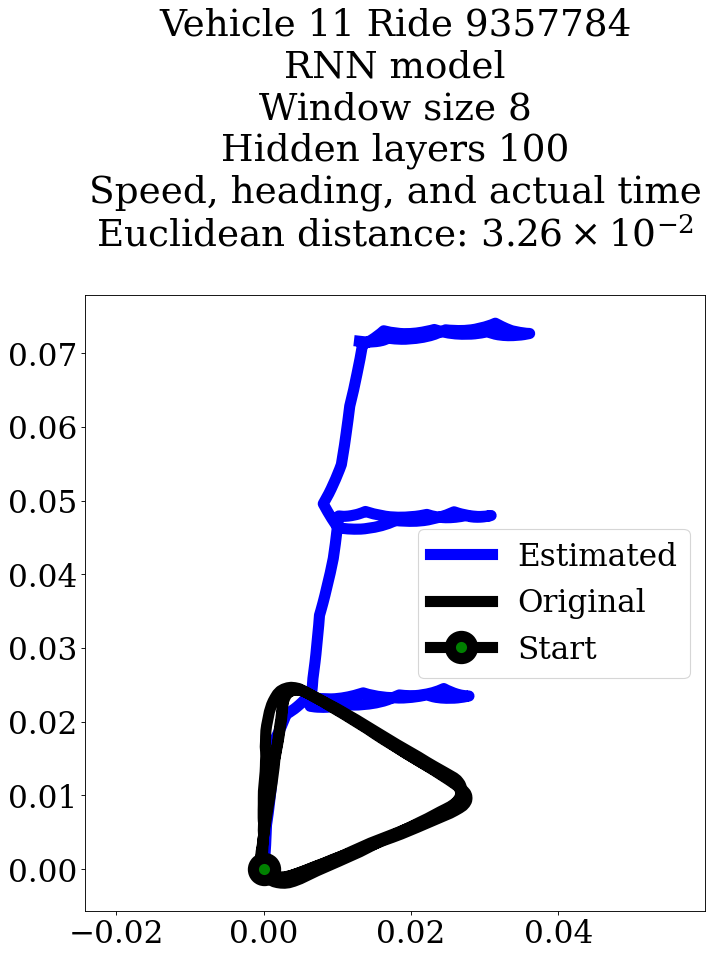 Vehicle 11 Ride 9357784
RNN model
Window size 8
Hidden layers 100
Speed, heading, and actual time
Euclidean distance: 3.26 × 10⁻²
0.07
0.06
0.05
0.04
0.03
0.02
0.01
0.00
Estimated
Original
Start
−0.02 0.00 0.02 0.04